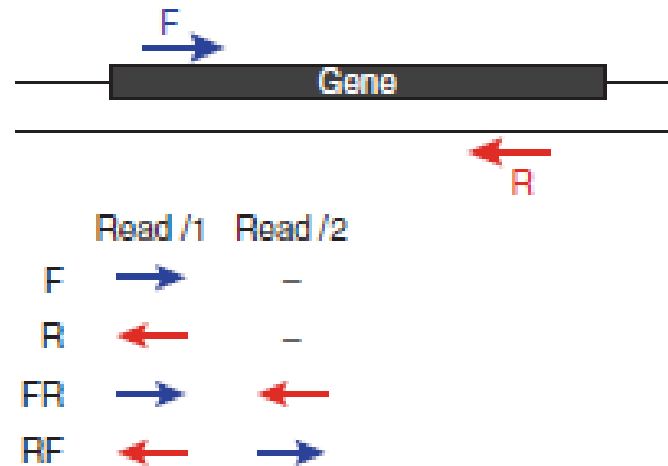 F
Gene
R
Read /1 Read /2
F –
R –
FR
RF